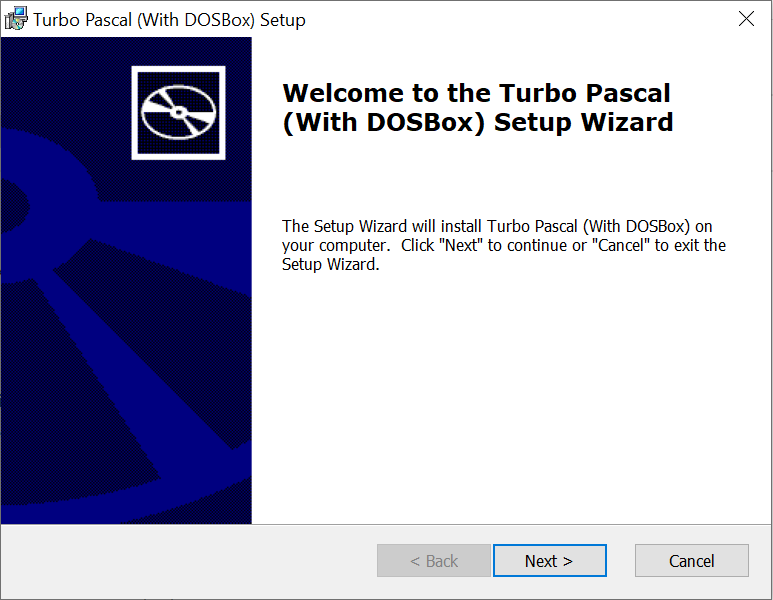 Turbo Pascal (With DOSBox) Setup
Welcome to the Turbo Pascal
(With DOSBox) Setup Wizard
The Setup Wizard will install Turbo Pascal (With DOSBox) on
your computer.  Click "Next" to continue or "Cancel" to exit the
Setup Wizard.
< Back
Next >
Cancel